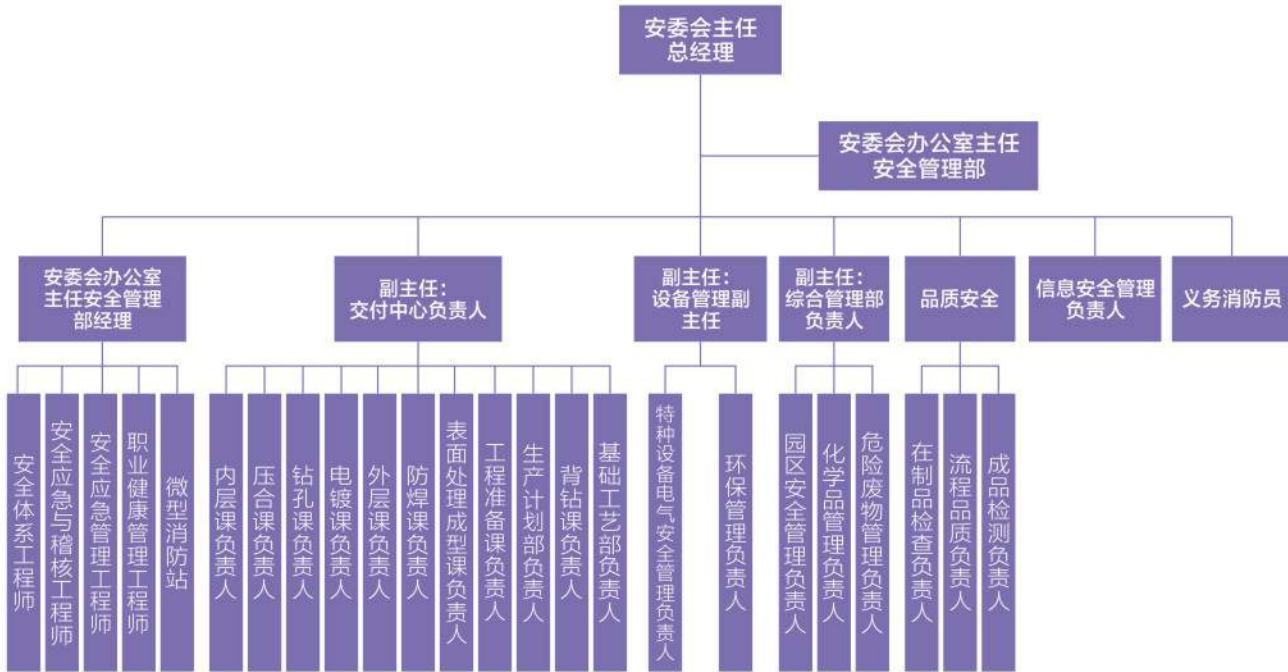 安委会主任
总经理
安委会办公室主任
安全管理部
安委会办公室
主任安全管理
部经理
副主任：
交付中心负责人
副主任：
设备管理副
主任
副主任：
综合管理部
负责人
品质安全
信息安全管理
负责人
义务消防员
安全体系工程师
安全应急与稽核工程师
安全应急管理工程师
职业健康管理工程师
微型消防站
内层课负责人
压合课负责人
钻孔课负责人
电镀课负责人
外层课负责人
防焊课负责人
表面处理成型课负责人
工程准备课负责人
生产计划部负责人
背钻课负责人
基础工艺部负责人
特种设备电气安全管理负责人
环保管理负责人
园区安全管理负责人
化学品管理负责人
危险废物管理负责人
在制品检查负责人
流程品质负责人
成品检测负责人